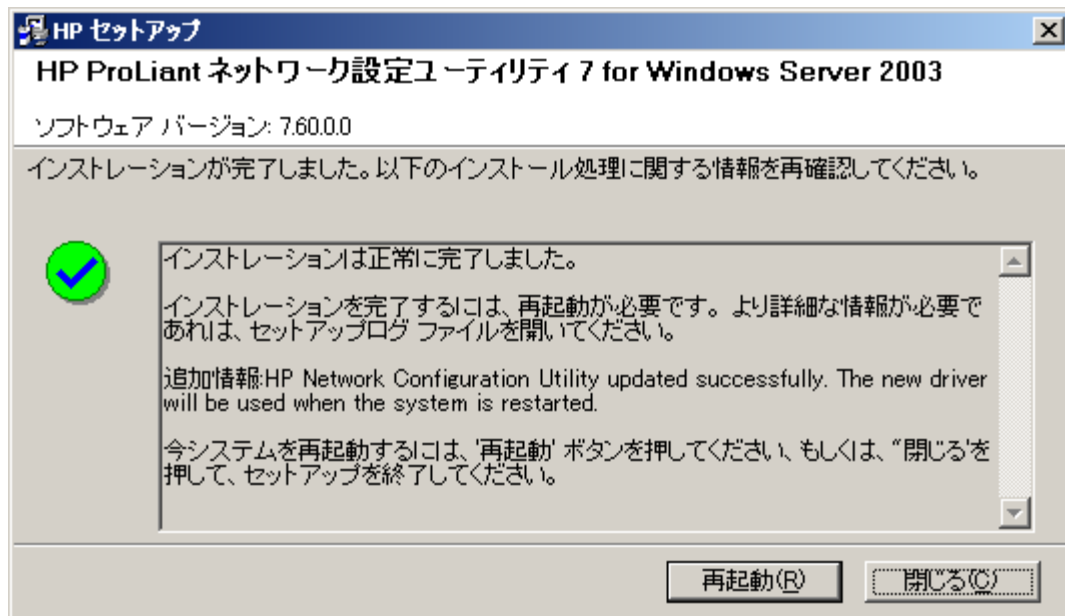 HP セットアップ
HP ProLiant ネットワーク設定ユーティリティ 7 for Windows Server 2003
ソフトウェア バージョン: 7.60.0.0
インストレーションが完了しました。以下のインストール処理に関する情報を再確認してください。
インストレーションは正常に完了しました。
インストレーションを完了するには、再起動が必要です。より詳細な情報が必要で
あれは、セットアップログ ファイルを開いてください。
追加情報:HP Network Configuration Utility updated successfully. The new driver
will be used when the system is restarted.
今システムを再起動するには、'再起動' ボタンを押してください、もしくは、“閉じる'を
押して、セットアップを終了してください。
再起動(R)
閉じる(C)